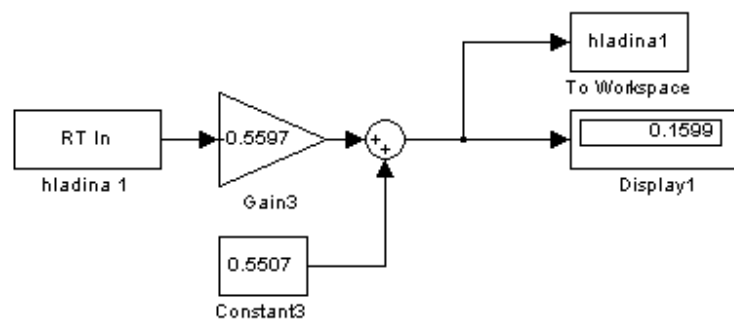 hladina1
To Workspace
RT In
hladina 1
0.5597
Gain3
+
+
0.1599
Display1
0.5507
Constant3